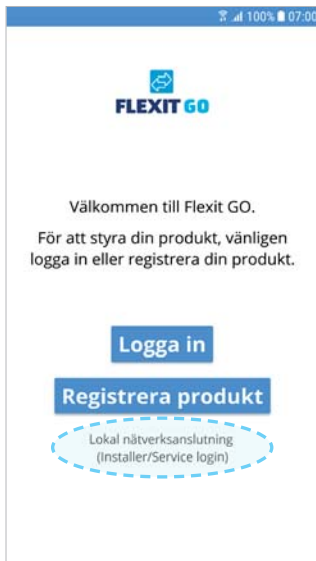 100% 07:00
FLEXIT GO
Välkommen till Flexit GO.
För att styra din produkt, vänligen
logga in eller registrera din produkt.
Logga in
Registrera produkt
Lokal nätverksanslutning
(Installer/Service login)